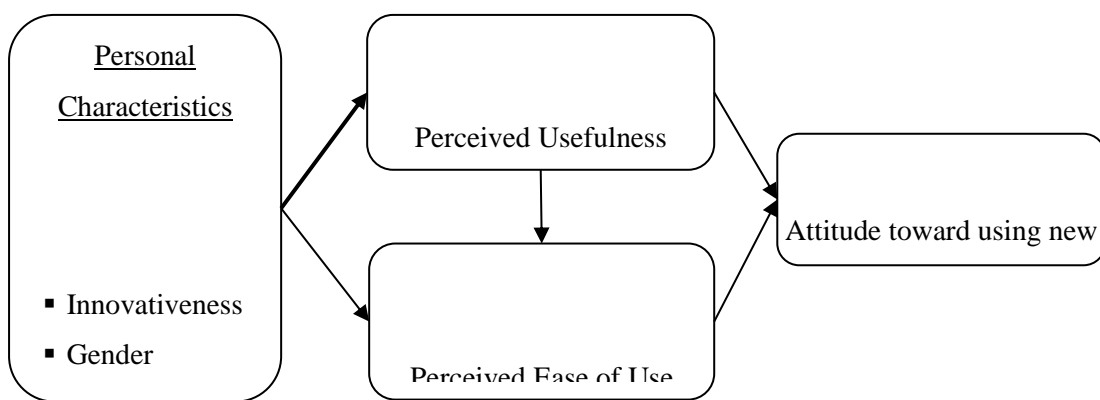 Personal
Characteristics
▪ Innovativeness
▪ Gender
Perceived Usefulness
Perceived Ease of Use
Attitude toward using new